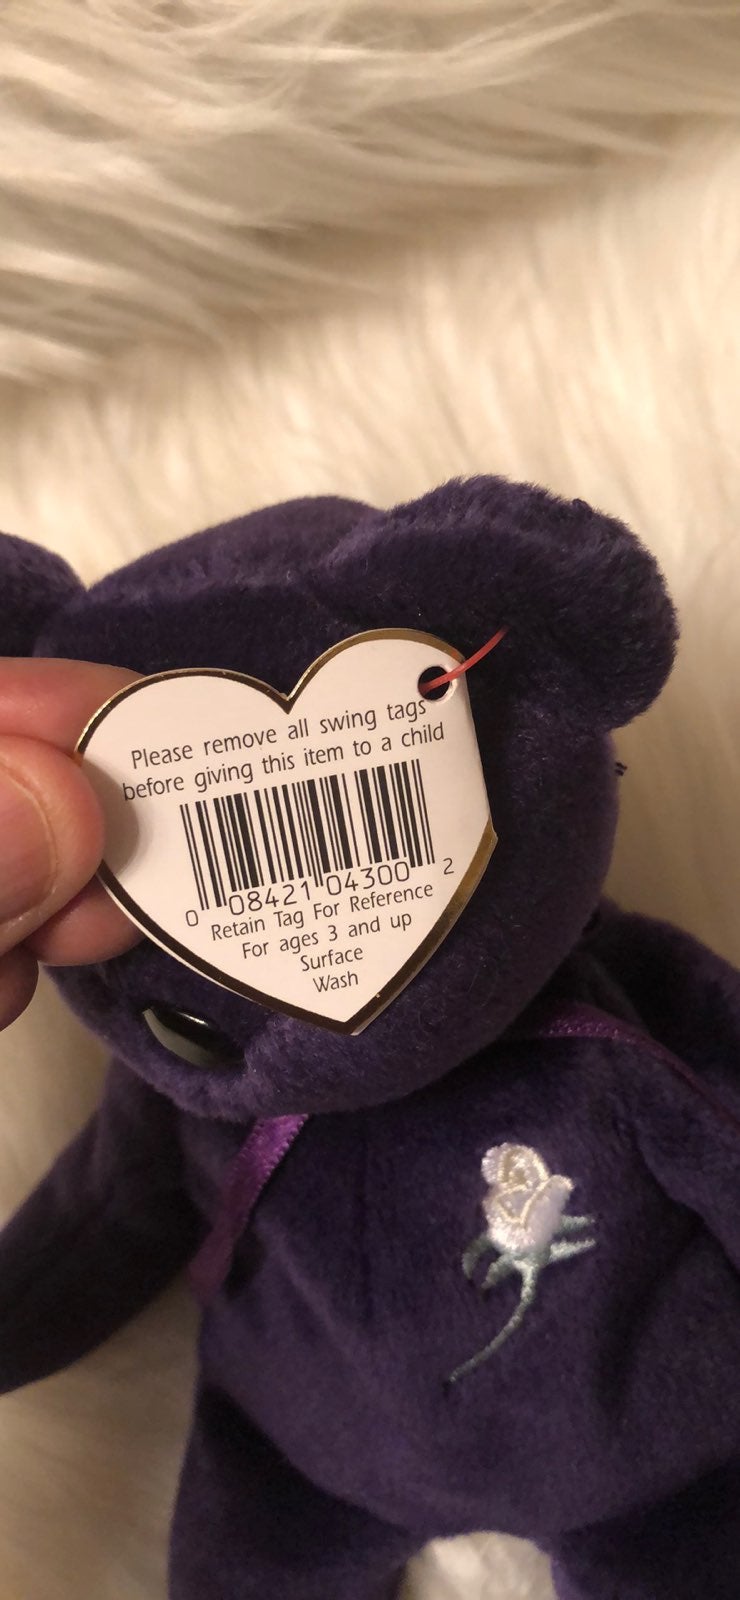 Please remove all swing tags
before giving this item to a child
0 08421 04300 2
Retain Tag For Reference
For ages 3 and up
Surface
Wash